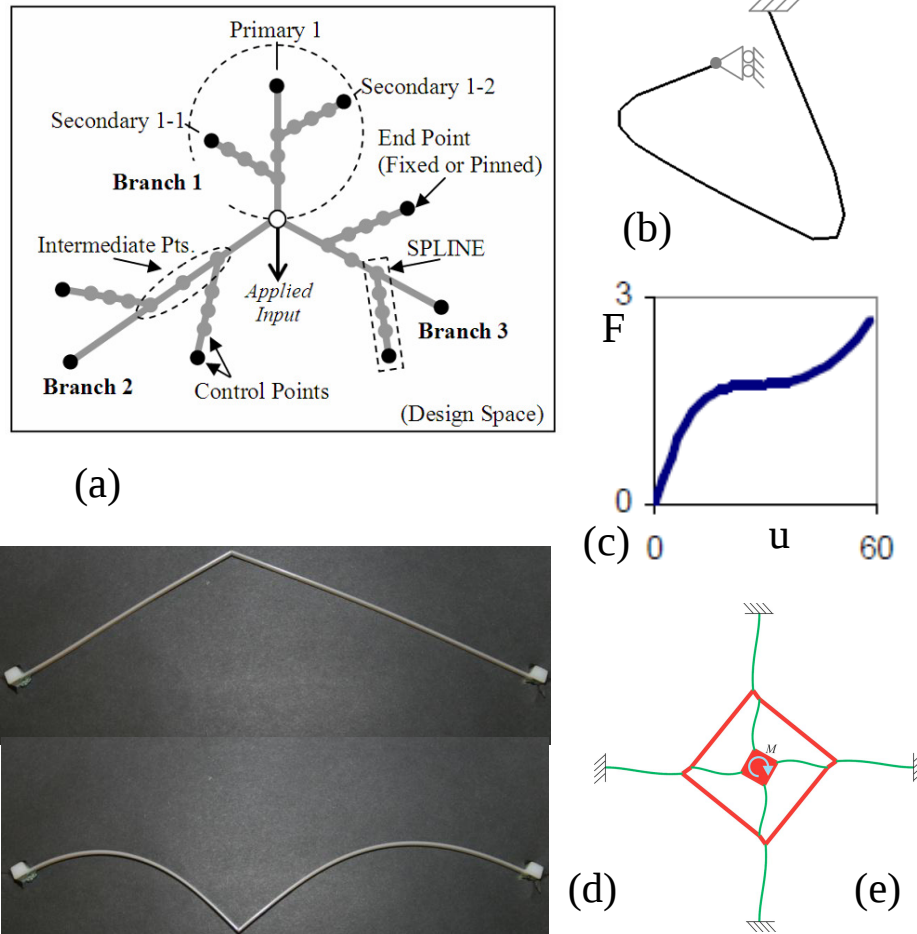 Primary 1
Secondary 1-2
Secondary 1-1
End Point
(Fixed or Pinned)
Branch 1
Intermediate Pts.
SPLINE
Applied
Input
Branch 3
Branch 2
Control Points
(Design Space)
(a)
(b)
3
F
0
(c)
0
u
60
M
(d)
(e)